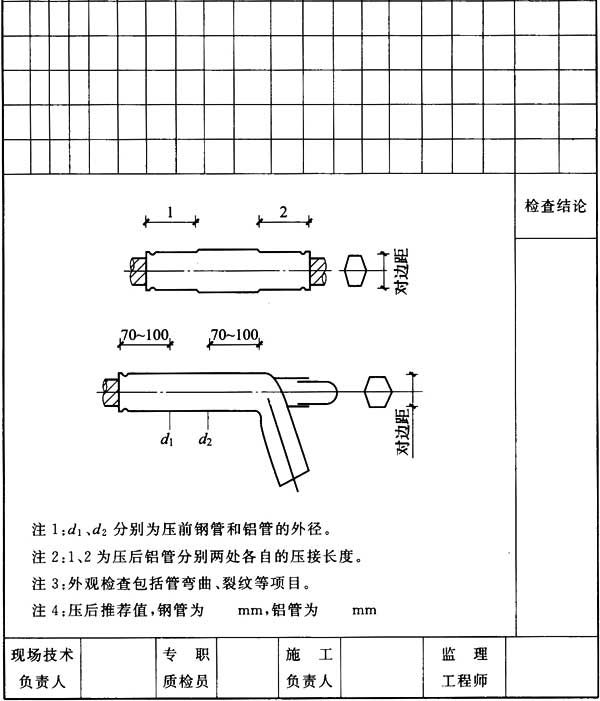 检查结论
1
2
对边距
70~100
70~100
d1
d2
对边距
注 1:d1、d2 分别为压前钢管和铝管的外径。
注 2:1、2 为压后铝管分别两处各自的压接长度。
注 3:外观检查包括管弯曲、裂纹等项目。
注 4:压后推荐值,钢管为 mm,铝管为 mm
现场技术
负责人
专 职
质检员
施 工
负责人
监 理
工程师